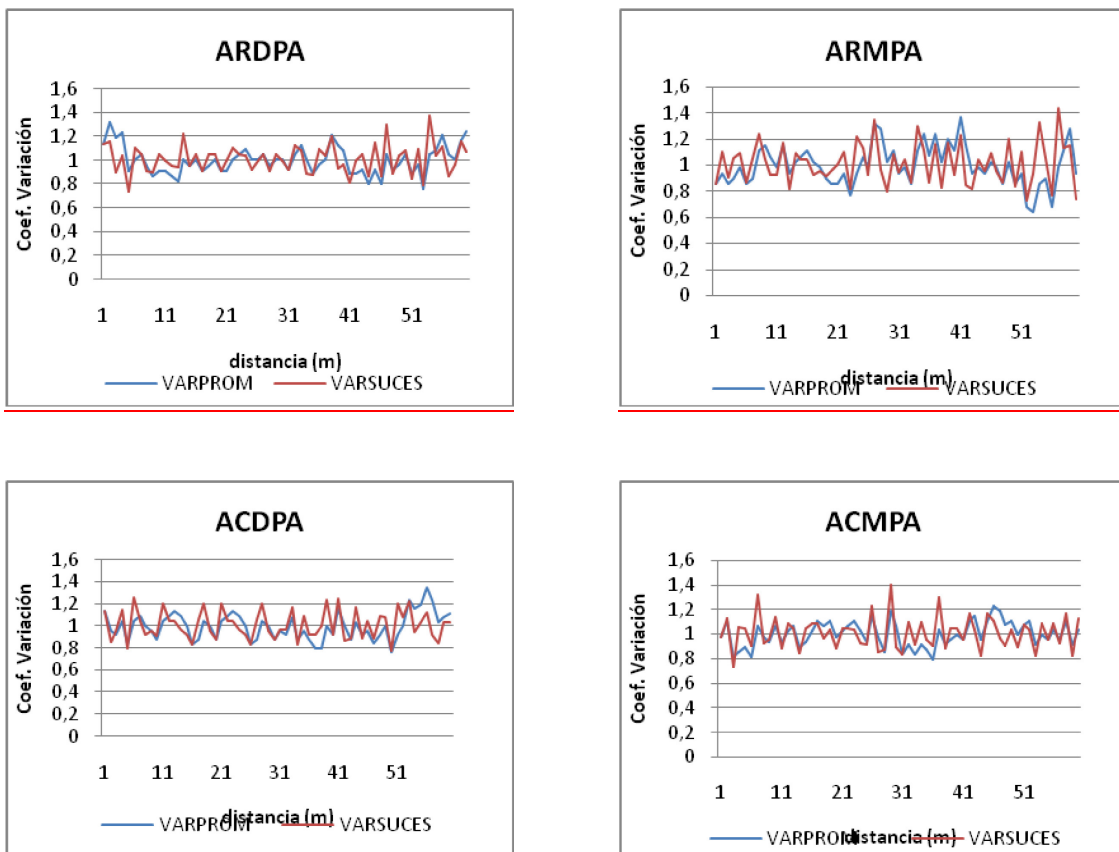 ARDPA
Coef. Variación
1,6
1,4
1,2
1
0,8
0,6
0,4
0,2
0
1 11 21 31 41 51
distancia (m)
VARPROM VARSUCES
ARMPA
Coef. Variación
1,6
1,4
1,2
1
0,8
0,6
0,4
0,2
0
1 11 21 31 41 51
distancia (m)
VARPROM VARSUCES
ACDPA
Coef. Variación
1,6
1,4
1,2
1
0,8
0,6
0,4
0,2
0
1 11 21 31 41 51
distancia (m)
VARPROM VARSUCES
ACMPA
Coef. Variación
1,6
1,4
1,2
1
0,8
0,6
0,4
0,2
0
1 11 21 31 41 51
distancia (m)
VARPROM VARSUCES